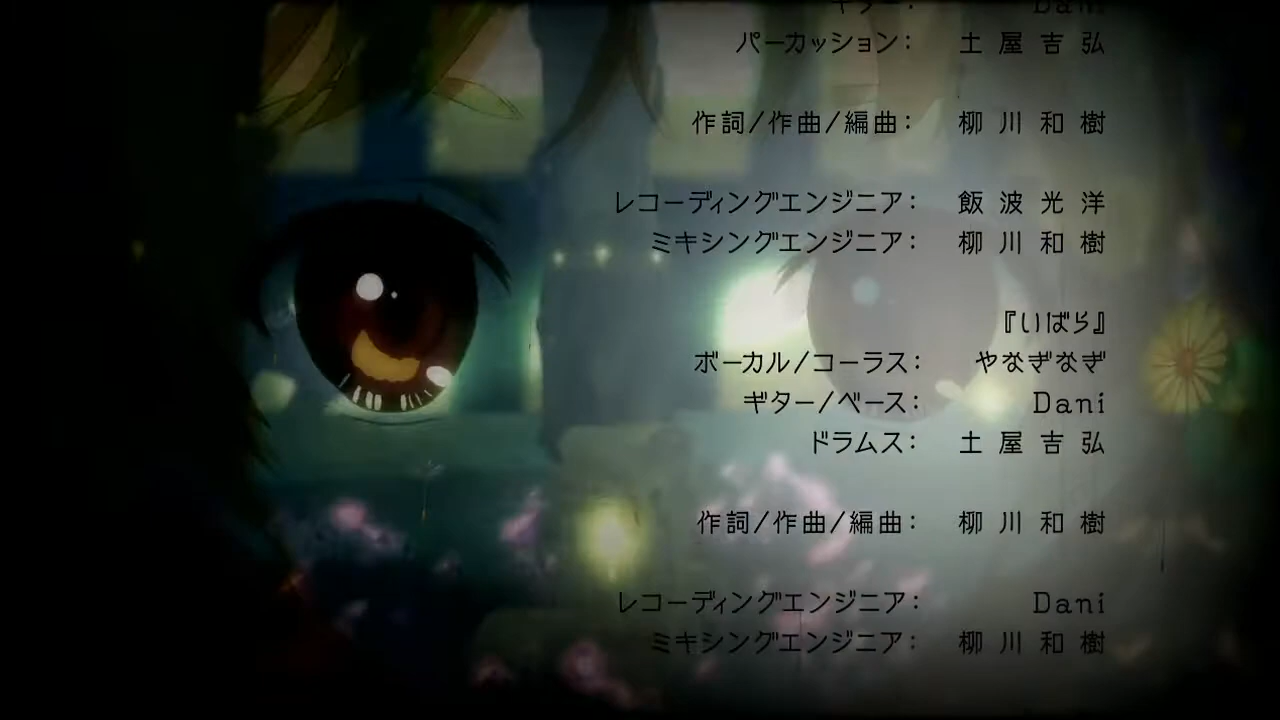 ギター： Dani
パーカッション： 土屋吉弘
作詞/作曲/編曲： 柳川和樹
レコーディングエンジニア： 飯波光洋
ミキシングエンジニア： 柳川和樹
『いばら』
ボーカル/コーラス： やなぎなぎ
ギター/ベース： Dani
ドラムス： 土屋吉弘
作詞/作曲/編曲： 柳川和樹
レコーディングエンジニア： Dani
ミキシングエンジニア： 柳川和樹